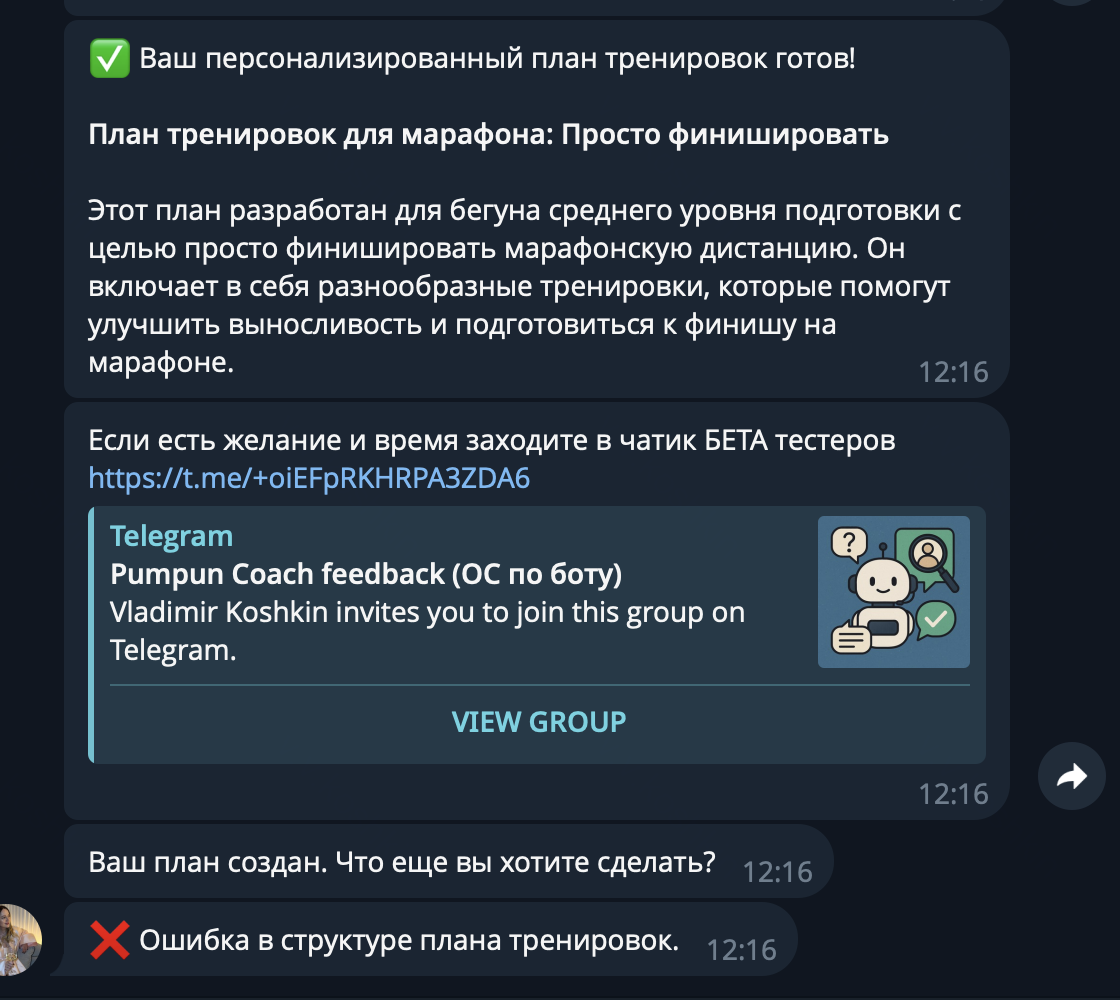 ✅ Ваш персонализированный план тренировок готов!
План тренировок для марафона: Просто финишировать
Этот план разработан для бегуна среднего уровня подготовки с
целью просто финишировать марафонскую дистанцию. Он
включает в себя разнообразные тренировки, которые помогут
улучшить выносливость и подготовиться к финишу на
марафоне.
12:16
Если есть желание и время заходите в чатик БЕТА тестеров
https://t.me/+oiEFpRKHRPA3ZDA6
Telegram
Pumpun Coach feedback (ОС по боту)
Vladimir Koshkin invites you to join this group on
Telegram.
?
VIEW GROUP
12:16
Ваш план создан. Что еще вы хотите сделать? 12:16
❌ Ошибка в структуре плана тренировок. 12:16